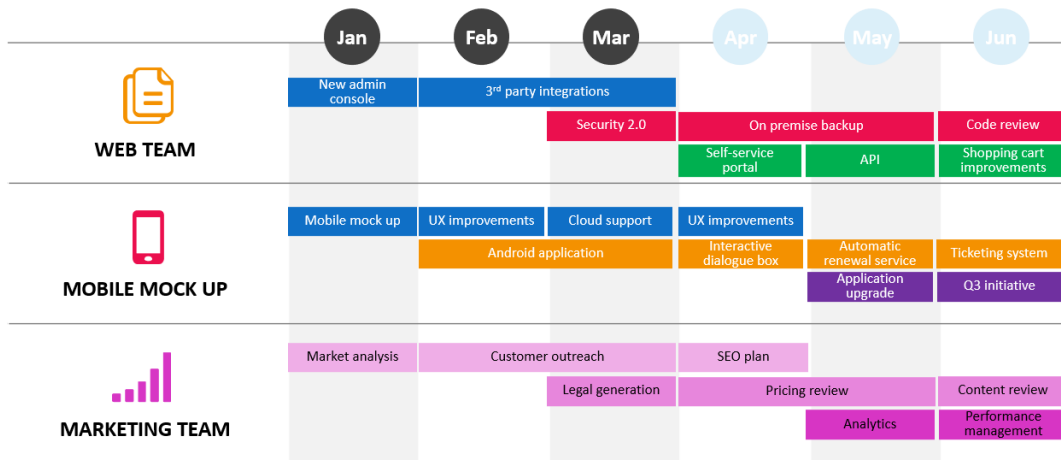 Jan Feb Mar Apr May Jun
New admin
console
3rd party integrations
Security 2.0
On premise backup
Code review
WEB TEAM
Self-service
portal
API
Shopping cart
improvements
Mobile mock up
UX improvements
Cloud support
UX improvements
Android application
Interactive
dialogue box
Automatic
renewal service
Ticketing system
MOBILE MOCK UP
Application
upgrade
Q3 initiative
Market analysis
Customer outreach
SEO plan
Legal generation
Pricing review
Content review
MARKETING TEAM
Analytics
Performance
management